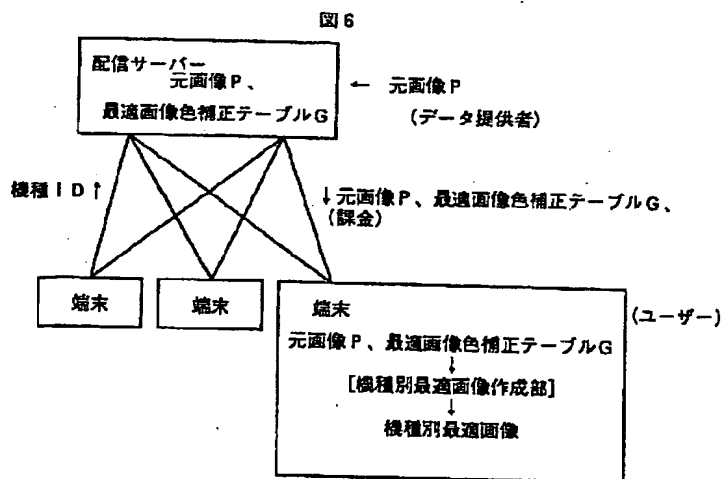 図6
配信サーバー
元画像P、
最適画像色補正テーブルG
← 元画像P
(データ提供者)
機種ID↑
↓元画像P、最適画像色補正テーブルG、
(課金)
端末
端末
端末
(ユーザー)
元画像P、最適画像色補正テーブルG
↓
[機種別最適画像作成部]
↓
機種別最適画像